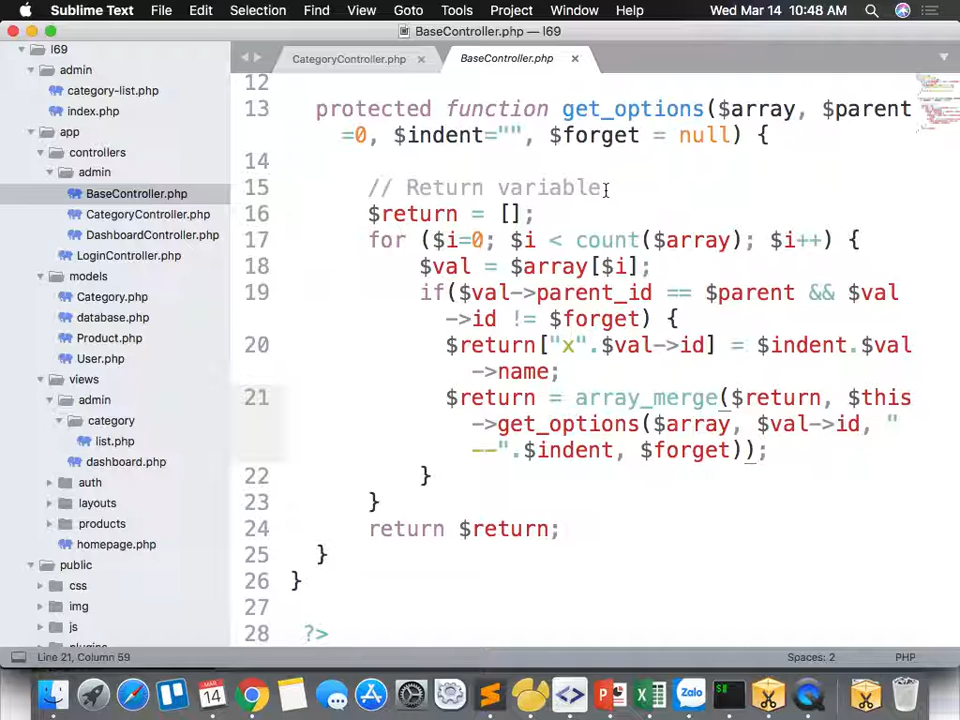 Sublime Text File Edit Selection Find View Goto Tools Project Window Help Wed Mar 14 10:48 AM
BaseController.php — l69
l69
CategoryController.php × BaseController.php ×
admin
category-list.php
index.php
app
controllers
admin
BaseController.php
CategoryController.php
DashboardController.php
LoginController.php
models
Category.php
database.php
Product.php
User.php
views
admin
category
list.php
dashboard.php
auth
layouts
products
homepage.php
public
css
img
js
12
13 protected function get_options($array, $parent
=0, $indent="", $forget = null) {
14
15 // Return variable
16 $return = [];
17 for ($i=0; $i < count($array); $i++) {
18 $val = $array[$i];
19 if($val->parent_id == $parent && $val
->id != $forget) {
20 $return["x".$val->id] = $indent.$val
->name;
21 $return = array_merge($return, $this
->get_options($array, $val->id, "
--".$indent, $forget));
22 }
23 }
24 return $return;
25 }
26 }
27
28 ?>
Line 21, Column 59 Spaces: 2 PHP
MAR
14
Zalo